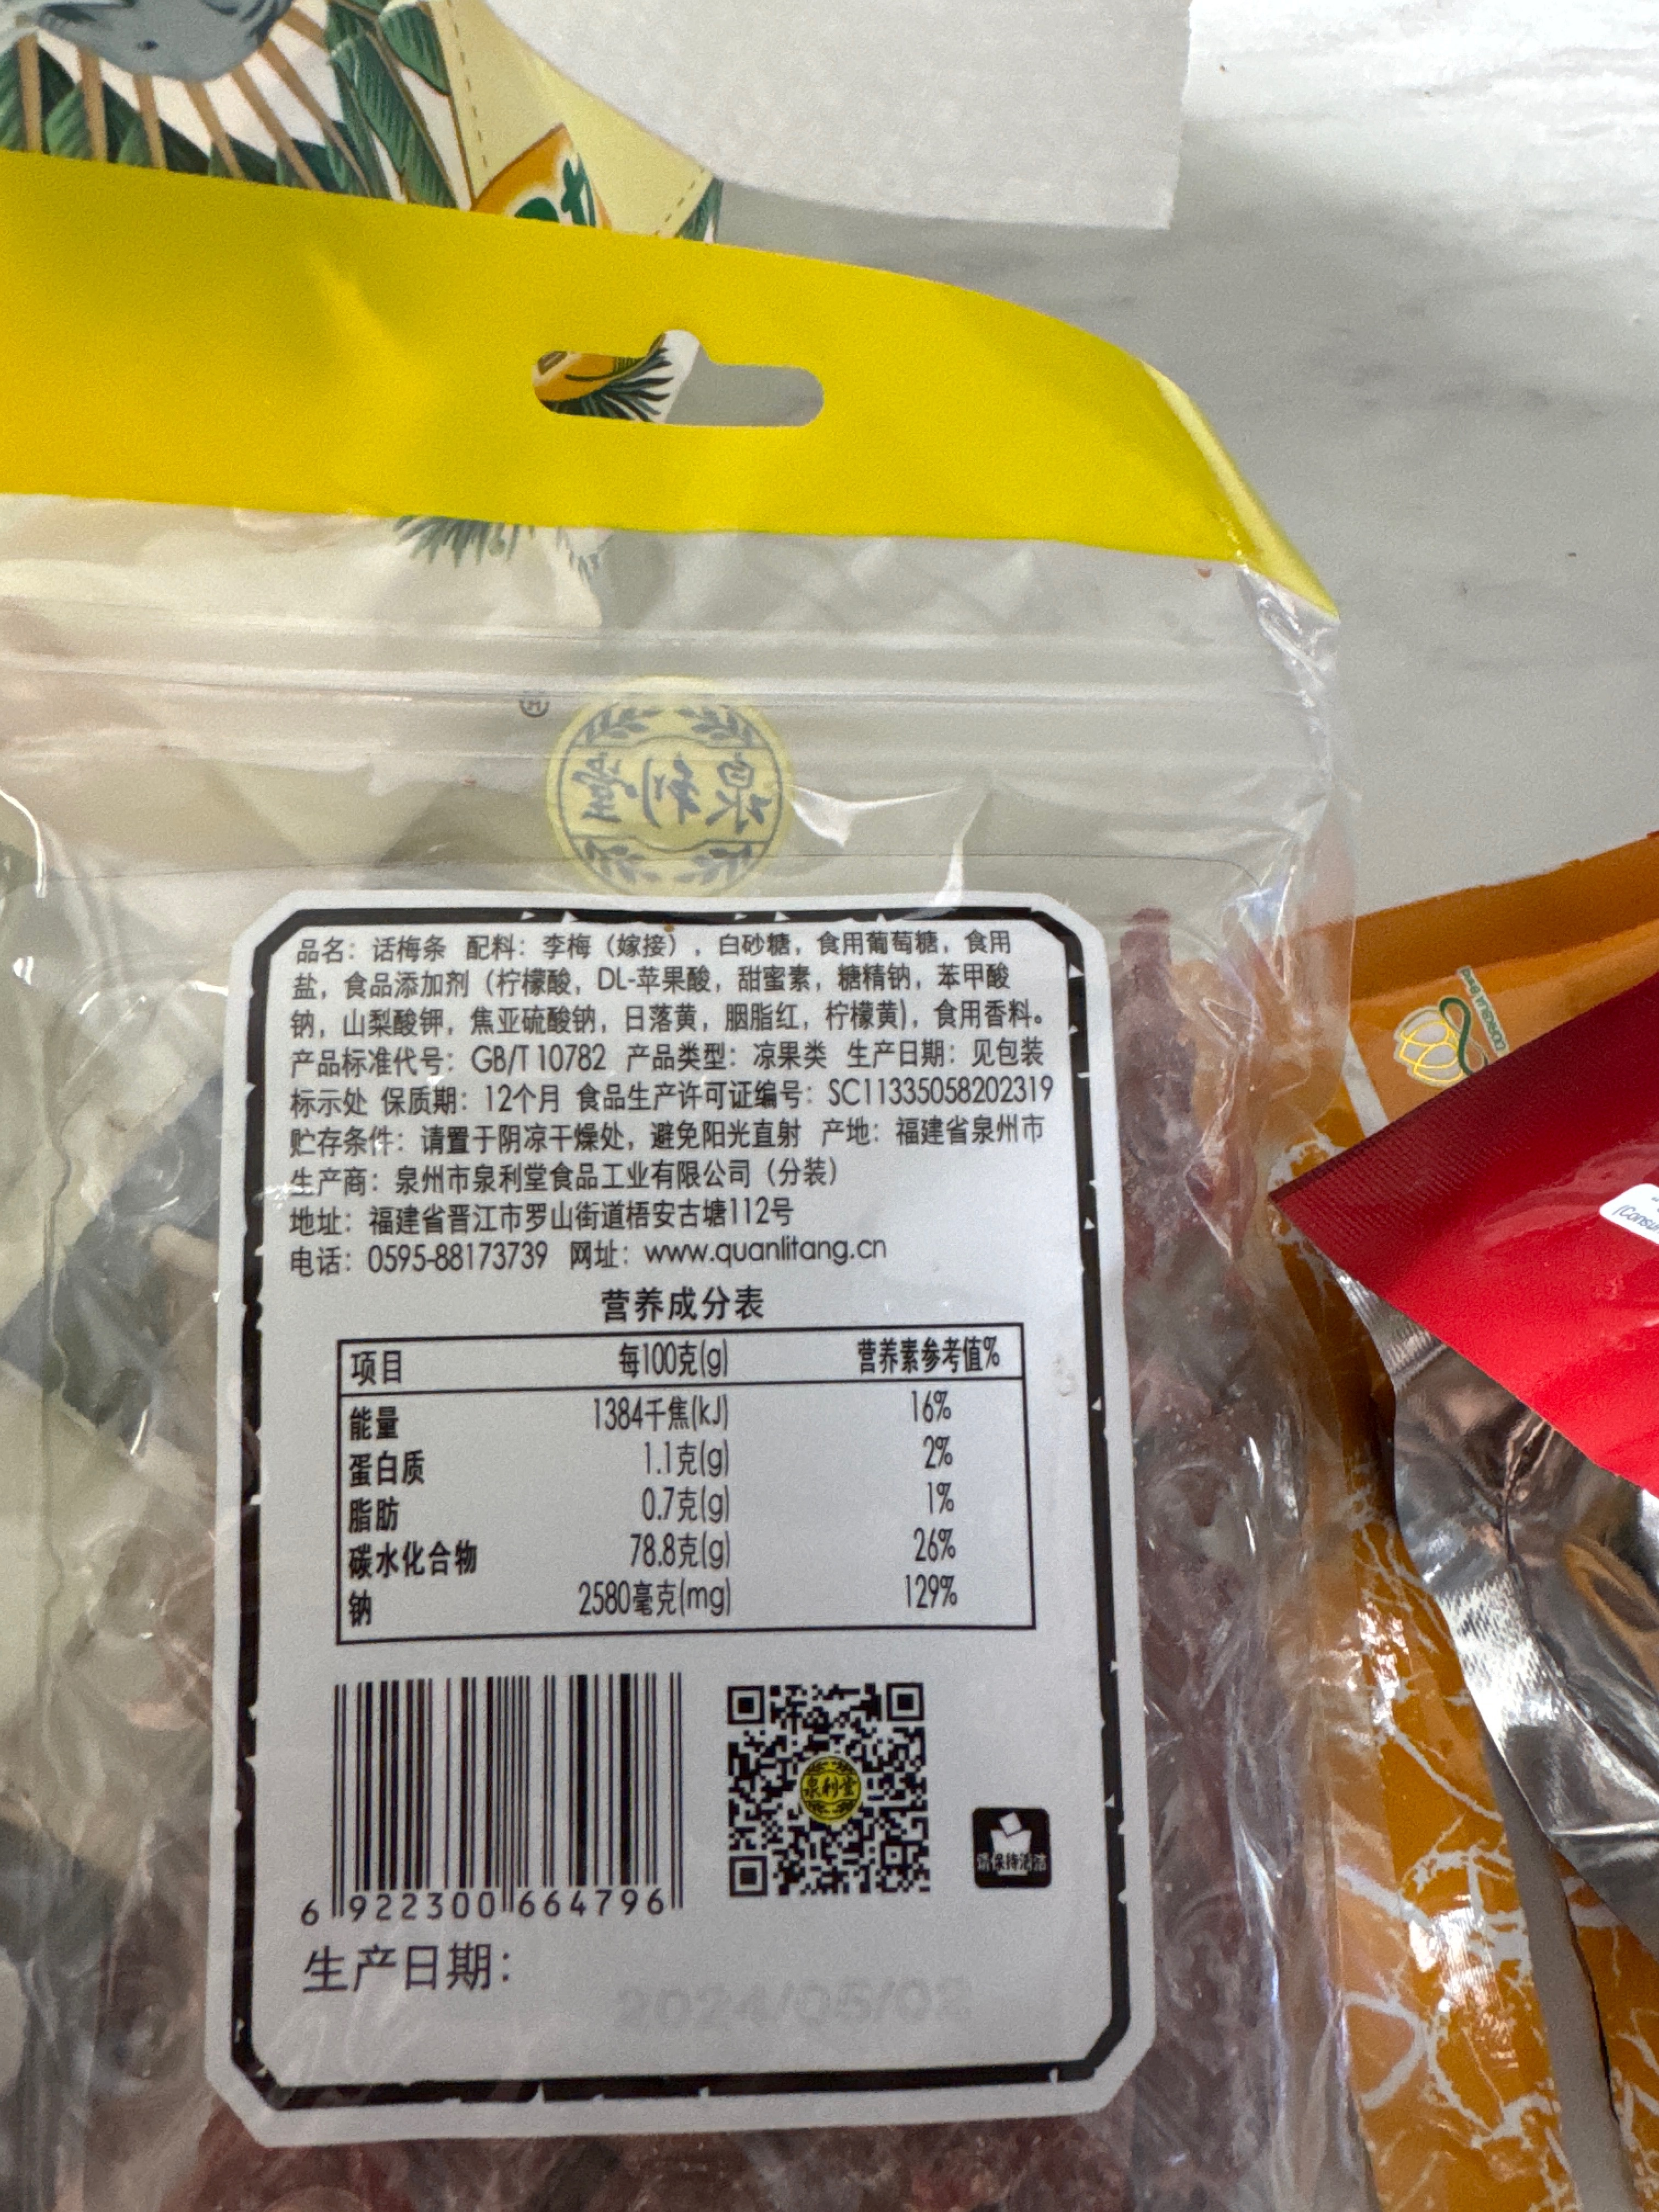 泉利堂
品名：话梅条 配料：李梅（嫁接），白砂糖，食用葡萄糖，食用
盐，食品添加剂（柠檬酸，DL-苹果酸，甜蜜素，糖精钠，苯甲酸
钠，山梨酸钾，焦亚硫酸钠，日落黄，胭脂红，柠檬黄），食用香料。
产品标准代号：GB/T 10782 产品类型：凉果类 生产日期：见包装
标示处 保质期：12个月 食品生产许可证编号：SC11335058202319
贮存条件：请置于阴凉干燥处，避免阳光直射 产地：福建省泉州市
生产商：泉州市泉利堂食品工业有限公司（分装）
地址：福建省晋江市罗山街道梧安古塘112号
电话：0595-88173739 网址：www.quanlitang.cn
营养成分表
项目 每100克(g) 营养素参考值%
能量 1384千焦(kJ) 16%
蛋白质 1.1克(g) 2%
脂肪 0.7克(g) 1%
碳水化合物 78.8克(g) 26%
钠 2580毫克(mg) 129%
泉利堂
请保持清洁
6 922300 664796
生产日期：
2024/05/02